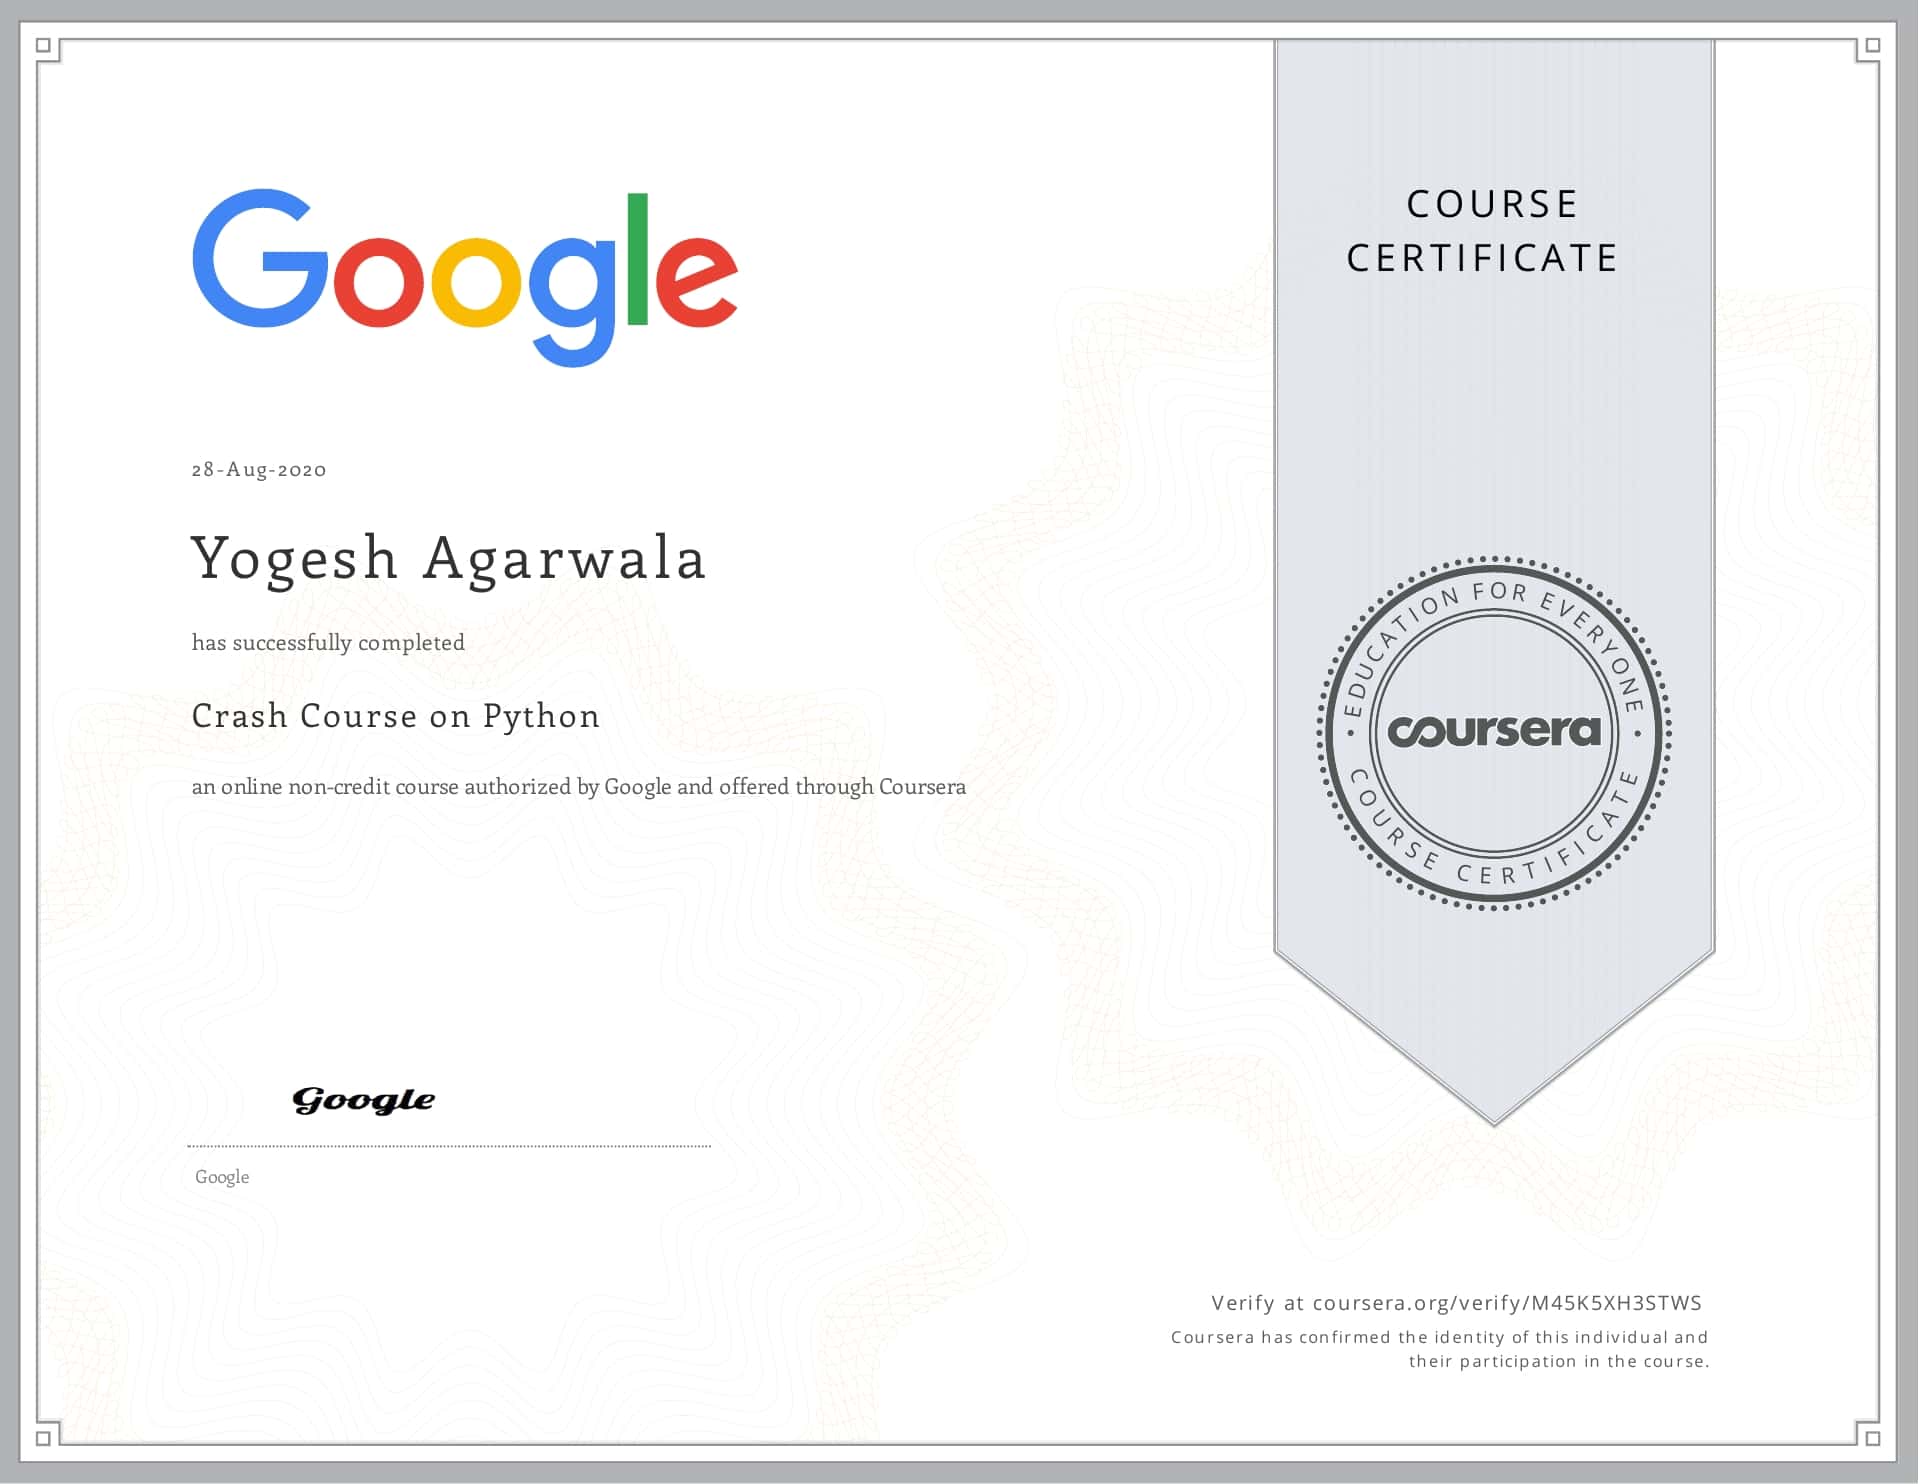 Google
COURSE
CERTIFICATE
28-Aug-2020
Yogesh Agarwala
has successfully completed
Crash Course on Python
an online non-credit course authorized by Google and offered through Coursera
EDUCATION FOR EVERYONE
coursera
COURSE CERTIFICATE
Google
Google
Verify at coursera.org/verify/M45K5XH3STWS
Coursera has confirmed the identity of this individual and
their participation in the course.